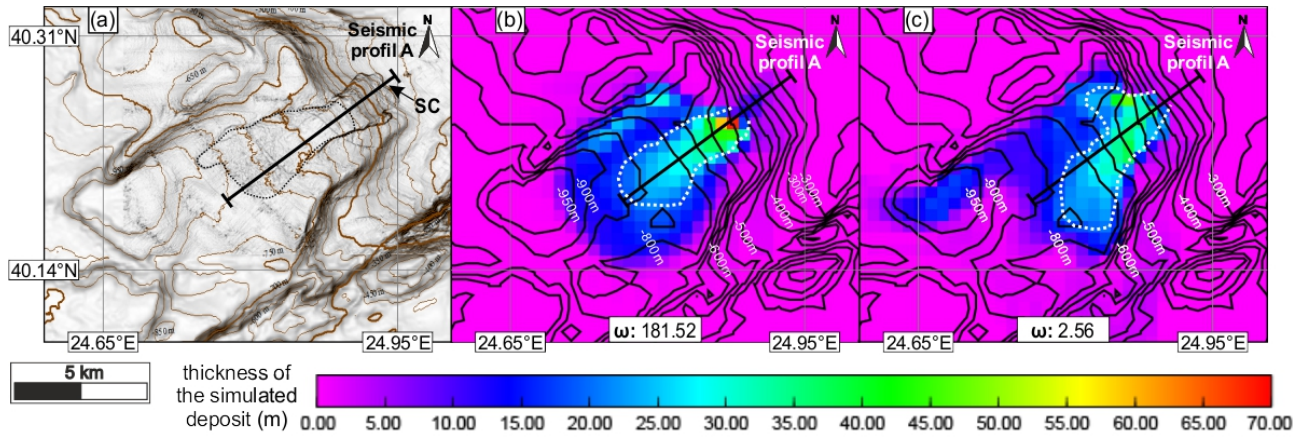 (a)
Seismic
profil A
N
SC
-650 m
-750 m
40.31°N
40.14°N
24.65°E
24.95°E
(b)
Seismic
profil A
N
-900m
-950m
-800m
-600m
-500m
-400m
-300m
-300m
ω: 181.52
24.65°E
24.95°E
(c)
Seismic
profil A
N
-900m
-950m
-800m
-600m
-500m
-400m
-300m
ω: 2.56
24.65°E
24.95°E
5 km
thickness of
the simulated
deposit (m)
0.00 5.00 10.00 15.00 20.00 25.00 30.00 35.00 40.00 45.00 50.00 55.00 60.00 65.00 70.00